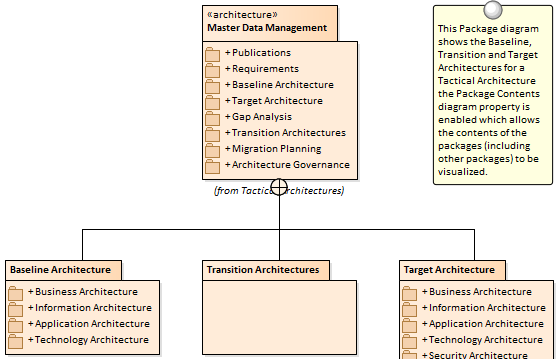 «architecture»
Master Data Management
+ Publications
+ Requirements
+ Baseline Architecture
+ Target Architecture
+ Gap Analysis
+ Transition Architectures
+ Migration Planning
+ Architecture Governance
(from Tactical Architectures)
This Package diagram
shows the Baseline,
Transition and Target
Architectures for a
Tactical Architecture
the Package Contents
diagram property is
enabled which allows
the contents of the
packages (including
other packages) to be
visualized.
Baseline Architecture
+ Business Architecture
+ Information Architecture
+ Application Architecture
+ Technology Architecture
Transition Architectures
Target Architecture
+ Business Architecture
+ Information Architecture
+ Application Architecture
+ Technology Architecture
+ Security Architecture